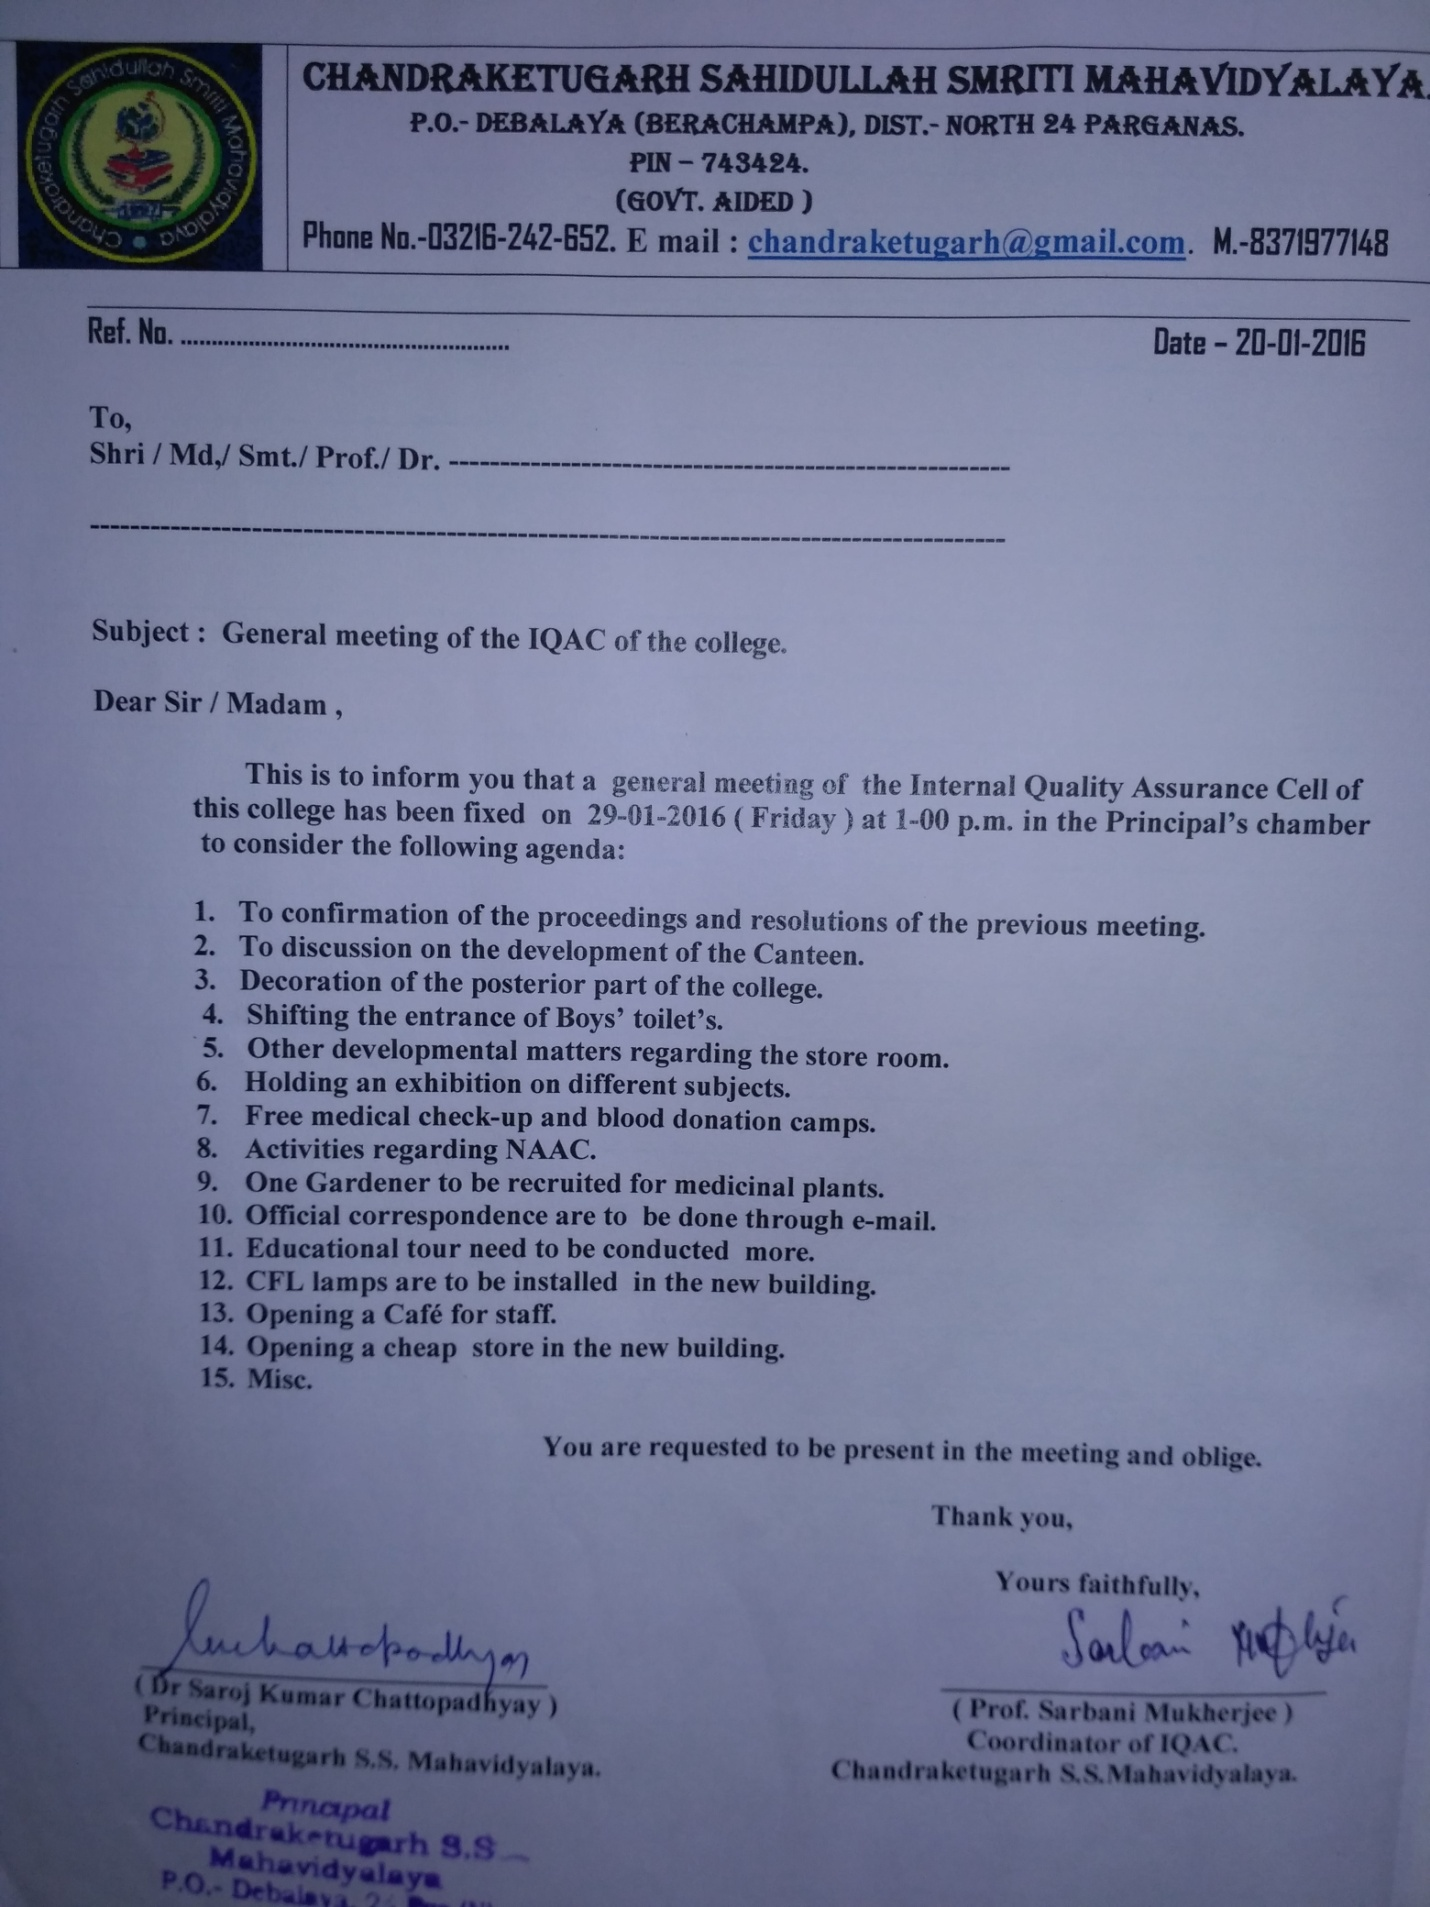 Chandraketugarh Sahidullah Smriti Mahavidyalaya
CHANDRAKETUGARH SAHIDULLAH SMRITI MAHAVIDYALAYA.
P.O.- DEBALAYA (BERACHAMPA), DIST.- NORTH 24 PARGANAS.
PIN – 743424.
(GOVT. AIDED )
Phone No.-03216-242-652. E mail : chandraketugarh@gmail.com. M.-8371977148
Ref. No. .....................................................
Date – 20-01-2016
To,
Shri / Md,/ Smt./ Prof./ Dr. -------------------------------------------------------
------------------------------------------------------------------------------------------
Subject : General meeting of the IQAC of the college.
Dear Sir / Madam ,
This is to inform you that a general meeting of the Internal Quality Assurance Cell of
this college has been fixed on 29-01-2016 ( Friday ) at 1-00 p.m. in the Principal's chamber
to consider the following agenda:
1. To confirmation of the proceedings and resolutions of the previous meeting.
2. To discussion on the development of the Canteen.
3. Decoration of the posterior part of the college.
4. Shifting the entrance of Boys' toilet's.
5. Other developmental matters regarding the store room.
6. Holding an exhibition on different subjects.
7. Free medical check-up and blood donation camps.
8. Activities regarding NAAC.
9. One Gardener to be recruited for medicinal plants.
10. Official correspondence are to be done through e-mail.
11. Educational tour need to be conducted more.
12. CFL lamps are to be installed in the new building.
13. Opening a Café for staff.
14. Opening a cheap store in the new building.
15. Misc.
You are requested to be present in the meeting and oblige.
Thank you,
Yours faithfully,
Sarbani
( Dr Saroj Kumar Chattopadhyay )
Principal,
Chandraketugarh S.S. Mahavidyalaya.
( Prof. Sarbani Mukherjee )
Coordinator of IQAC.
Chandraketugarh S.S.Mahavidyalaya.
Principal
Chandraketugarh S.S
Mahavidyalaya
P.O.- Debalaya,